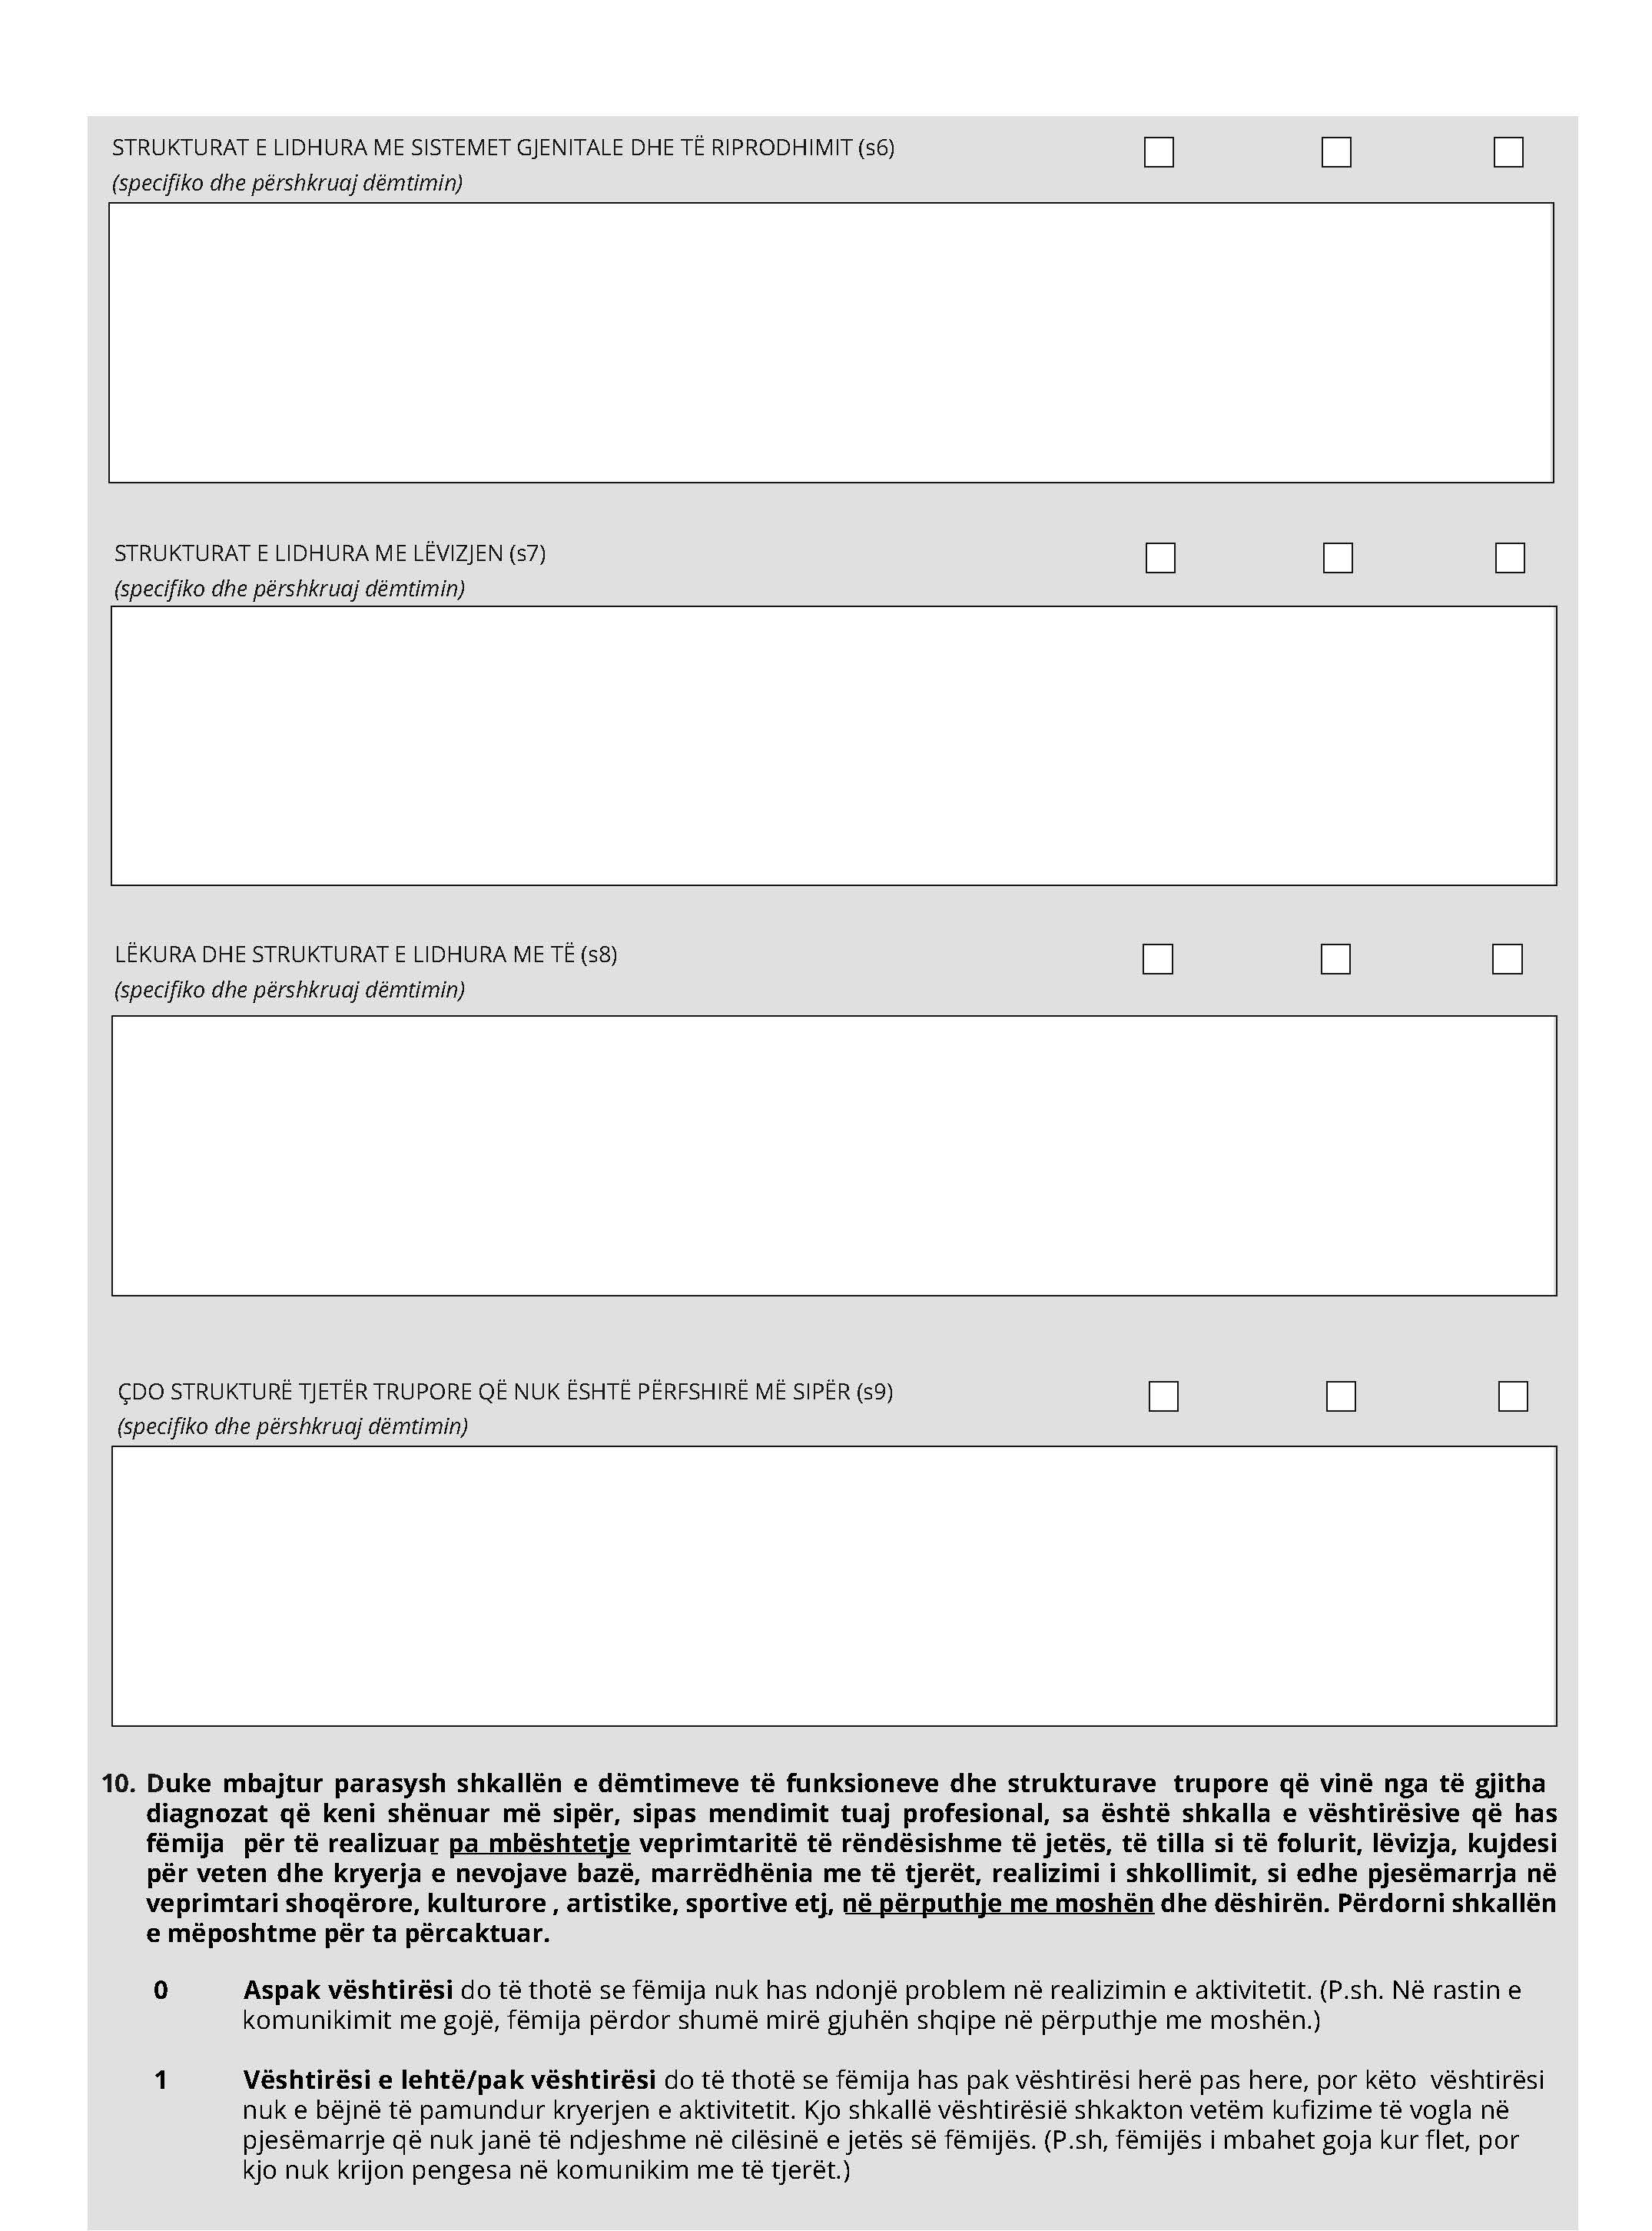 STRUKTURAT E LIDHURA ME SISTEMET GJENITALE DHE TË RIPRODHIMIT (s6)
(specifiko dhe përshkruaj dëmtimin)
STRUKTURAT E LIDHURA ME LËVIZJEN (s7)
(specifiko dhe përshkruaj dëmtimin)
LËKURA DHE STRUKTURAT E LIDHURA ME TË (s8)
(specifiko dhe përshkruaj dëmtimin)
ÇDO STRUKTURË TJETËR TRUPORE QË NUK ËSHTË PËRFSHIRË MË SIPËR (s9)
(specifiko dhe përshkruaj dëmtimin)
10. Duke mbajtur parasysh shkallën e dëmtimeve të funksioneve dhe strukturave trupore që vinë nga të gjitha
diagnozat që keni shënuar më sipër, sipas mendimit tuaj profesional, sa është shkalla e vështirësive që has
fëmija për të realizuar pa mbështetje veprimtaritë të rëndësishme të jetës, të tilla si të folurit, lëvizja, kujdesi
për veten dhe kryerja e nevojave bazë, marrëdhënia me të tjerët, realizimi i shkollimit, si edhe pjesëmarrja në
veprimtari shoqërore, kulturore , artistike, sportive etj, në përputhje me moshën dhe dëshirën. Përdorni shkallën
e mëposhtme për ta përcaktuar.
0 Aspak vështirësi do të thotë se fëmija nuk has ndonjë problem në realizimin e aktivitetit. (P.sh. Në rastin e
komunikimit me gojë, fëmija përdor shumë mirë gjuhën shqipe në përputhje me moshën.)
1 Vështirësi e lehtë/pak vështirësi do të thotë se fëmija has pak vështirësi herë pas here, por këto vështirësi
nuk e bëjnë të pamundur kryerjen e aktivitetit. Kjo shkallë vështirësië shkakton vetëm kufizime të vogla në
pjesëmarrje që nuk janë të ndjeshme në cilësinë e jetës së fëmijës. (P.sh, fëmijës i mbahet goja kur flet, por
kjo nuk krijon pengesa në komunikim me të tjerët.)